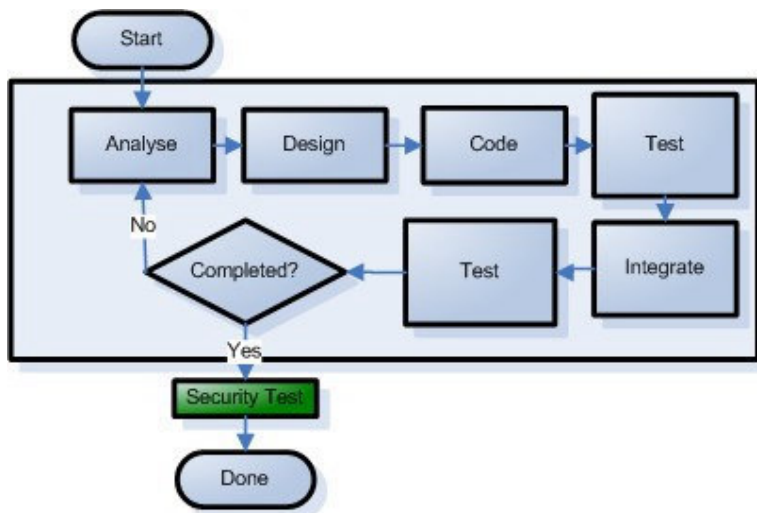 Start
Analyse
Design
Code
Test
No
Completed?
Test
Integrate
Yes
Security Test
Done